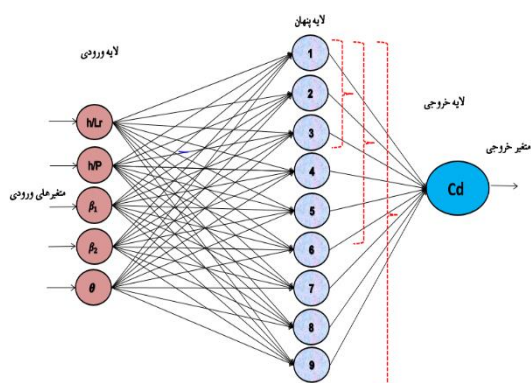 لایه پنهان
لایه ورودی
لایه خروجی
متغیر خروجی
متغیرهای ورودی
h/Lr
h/P
β₁
β₂
θ
1
2
3
4
5
6
7
8
9
Cd